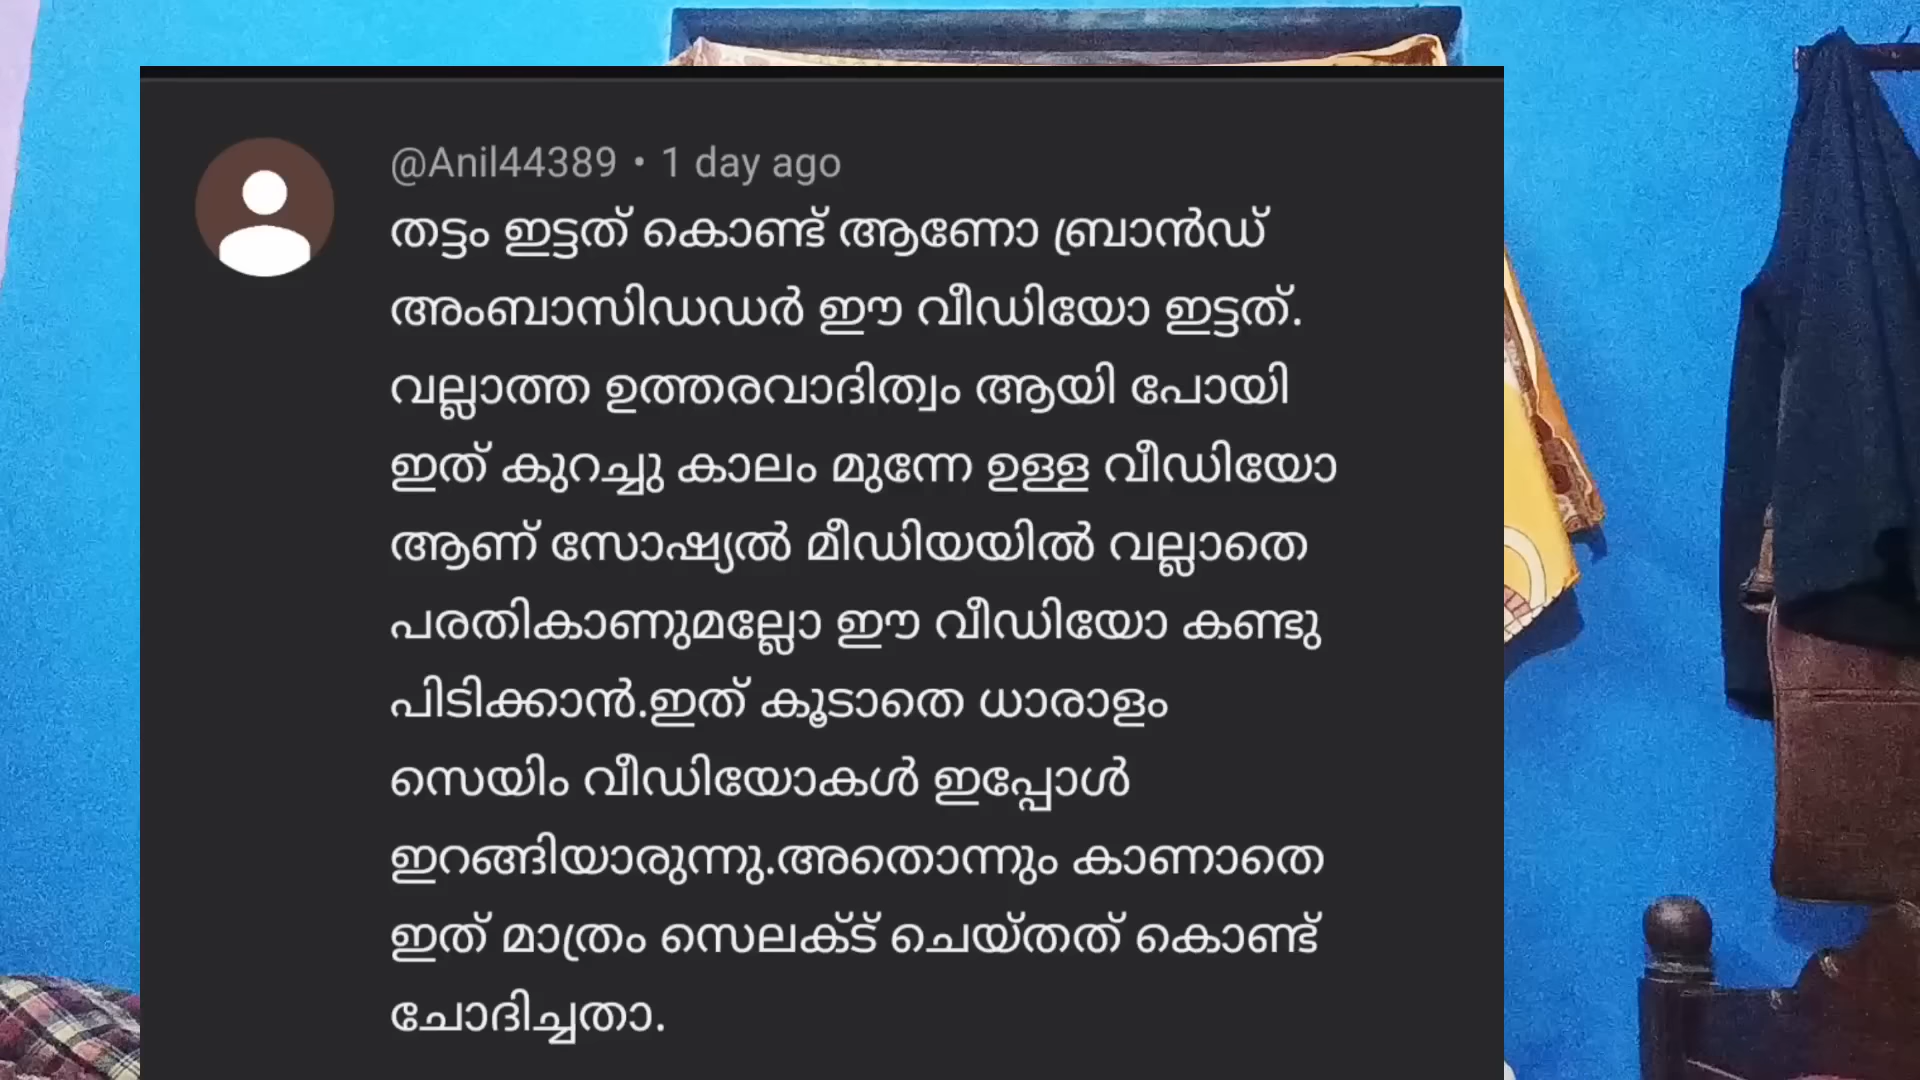 @Anil44389 • 1 day ago
തട്ടം ഇട്ടത് കൊണ്ട് ആണോ ബ്രാൻഡ്
അംബാസിഡഡർ ഈ വീഡിയോ ഇട്ടത്.
വല്ലാത്ത ഉത്തരവാദിത്വം ആയി പോയി
ഇത് കുറച്ചു കാലം മുന്നേ ഉള്ള വീഡിയോ
ആണ് സോഷ്യൽ മീഡിയയിൽ വല്ലാതെ
പരതികാണുമല്ലോ ഈ വീഡിയോ കണ്ടു
പിടിക്കാൻ.ഇത് കൂടാതെ ധാരാളം
സെയിം വീഡിയോകൾ ഇപ്പോൾ
ഇറങ്ങിയാരുന്നു.അതൊന്നും കാണാതെ
ഇത് മാത്രം സെലക്ട് ചെയ്തത് കൊണ്ട്
ചോദിച്ചതാ.